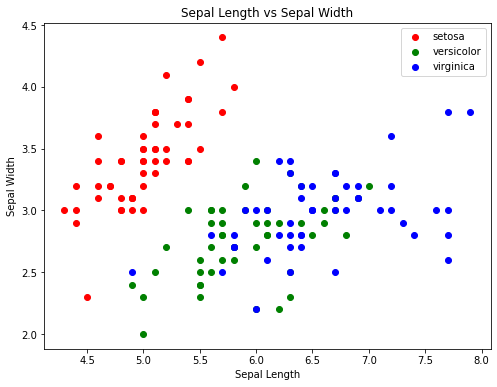 Sepal Length vs Sepal Width
setosa
versicolor
virginica
Sepal Width
4.5
4.0
3.5
3.0
2.5
2.0
4.5 5.0 5.5 6.0 6.5 7.0 7.5 8.0
Sepal Length